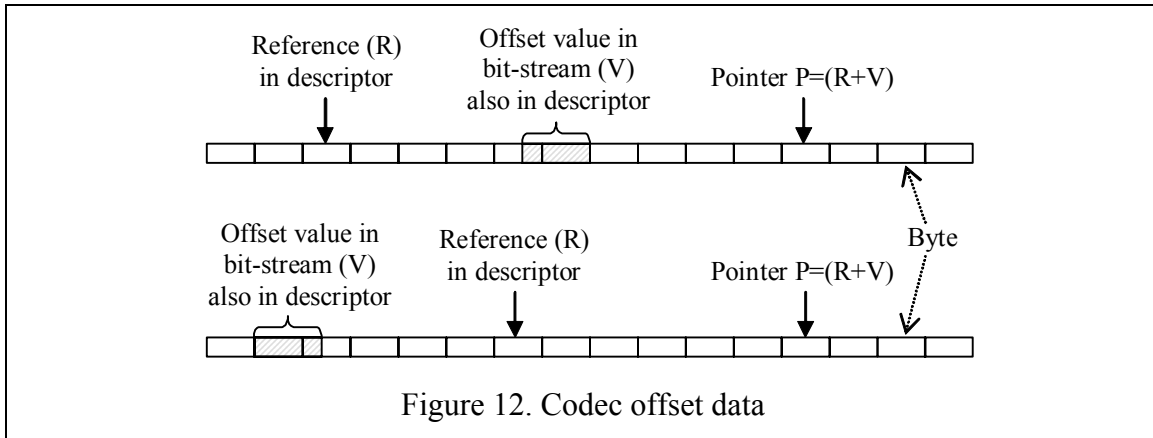 Reference (R)
in descriptor
Offset value in
bit-stream (V)
also in descriptor
Pointer P=(R+V)
Offset value in
bit-stream (V)
also in descriptor
Reference (R)
in descriptor
Pointer P=(R+V)
Byte
Figure 12. Codec offset data